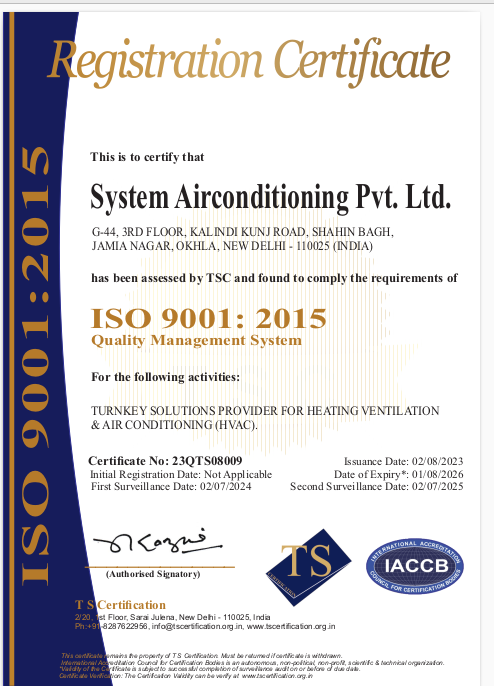 Registration Certificate
ISO 9001:2015
This is to certify that
System Airconditioning Pvt. Ltd.
G-44, 3RD FLOOR, KALINDI KUNJ ROAD, SHAHIN BAGH,
JAMIA NAGAR, OKHLA, NEW DELHI - 110025 (INDIA)
has been assessed by TSC and found to comply the requirements of
ISO 9001: 2015
Quality Management System
For the following activities:
TURNKEY SOLUTIONS PROVIDER FOR HEATING VENTILATION
& AIR CONDITIONING (HVAC).
Certificate No: 23QTS08009
Issuance Date: 02/08/2023
Initial Registration Date: Not Applicable
Date of Expiry*: 01/08/2026
First Surveillance Date: 02/07/2024
Second Surveillance Date: 02/07/2025
(Authorised Signatory)
TS
INTERNATIONAL ACCREDITATION
IACCB
COUNCIL FOR CERTIFICATION BODIES
T S Certification
2/20, 1st Floor, Sarai Julena, New Delhi - 110025, India
Ph:+91-8287622956, info@tscertification.org.in, www.tscertification.org.in
This certificate remains the property of T S Certification. Must be returned if certificate is withdrawn.
International Accreditation Council for Certification Bodies is an autonomous, non-political, non-profit, scientific & technical organization.
*Validity of the Certificate is subject to successful completion of surveillance audit on or before of due date.
Certificate Verification: The Certification Validity can be verify at www.tscertification.org.in